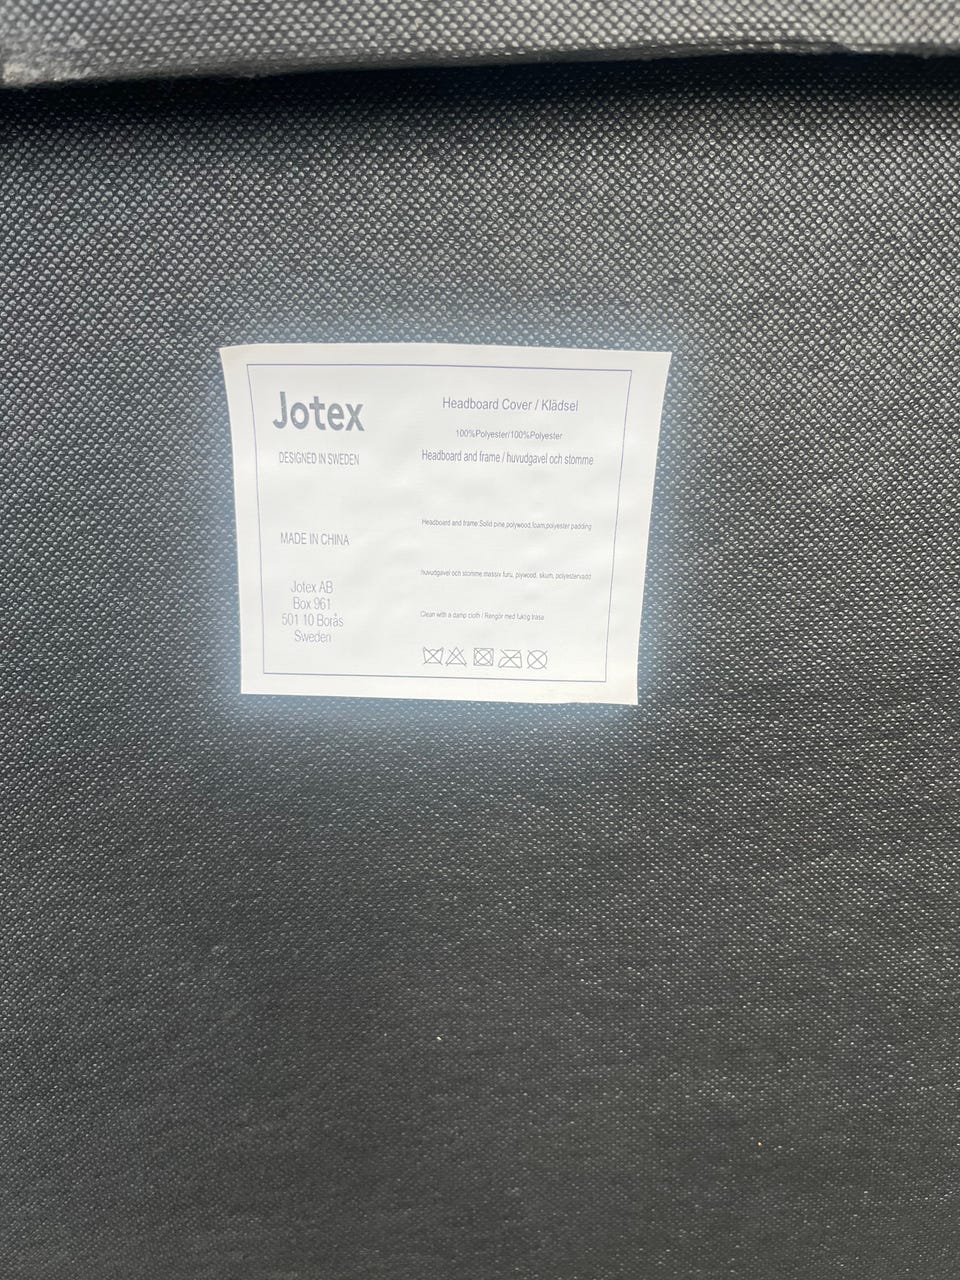 Jotex
DESIGNED IN SWEDEN
MADE IN CHINA
Jotex AB
Box 961
501 10 Borås
Sweden
Headboard Cover / Klädsel
100%Polyester/100%Polyester
Headboard and frame / huvudgavel och stomme
Headboard and frame:Solid pine,polywood,foam,polyester padding
huvudgavel och stomme:massiv furu, plywood, skum, polestervadd
Clean with a damp cloth / Rengör med fuktig trasa